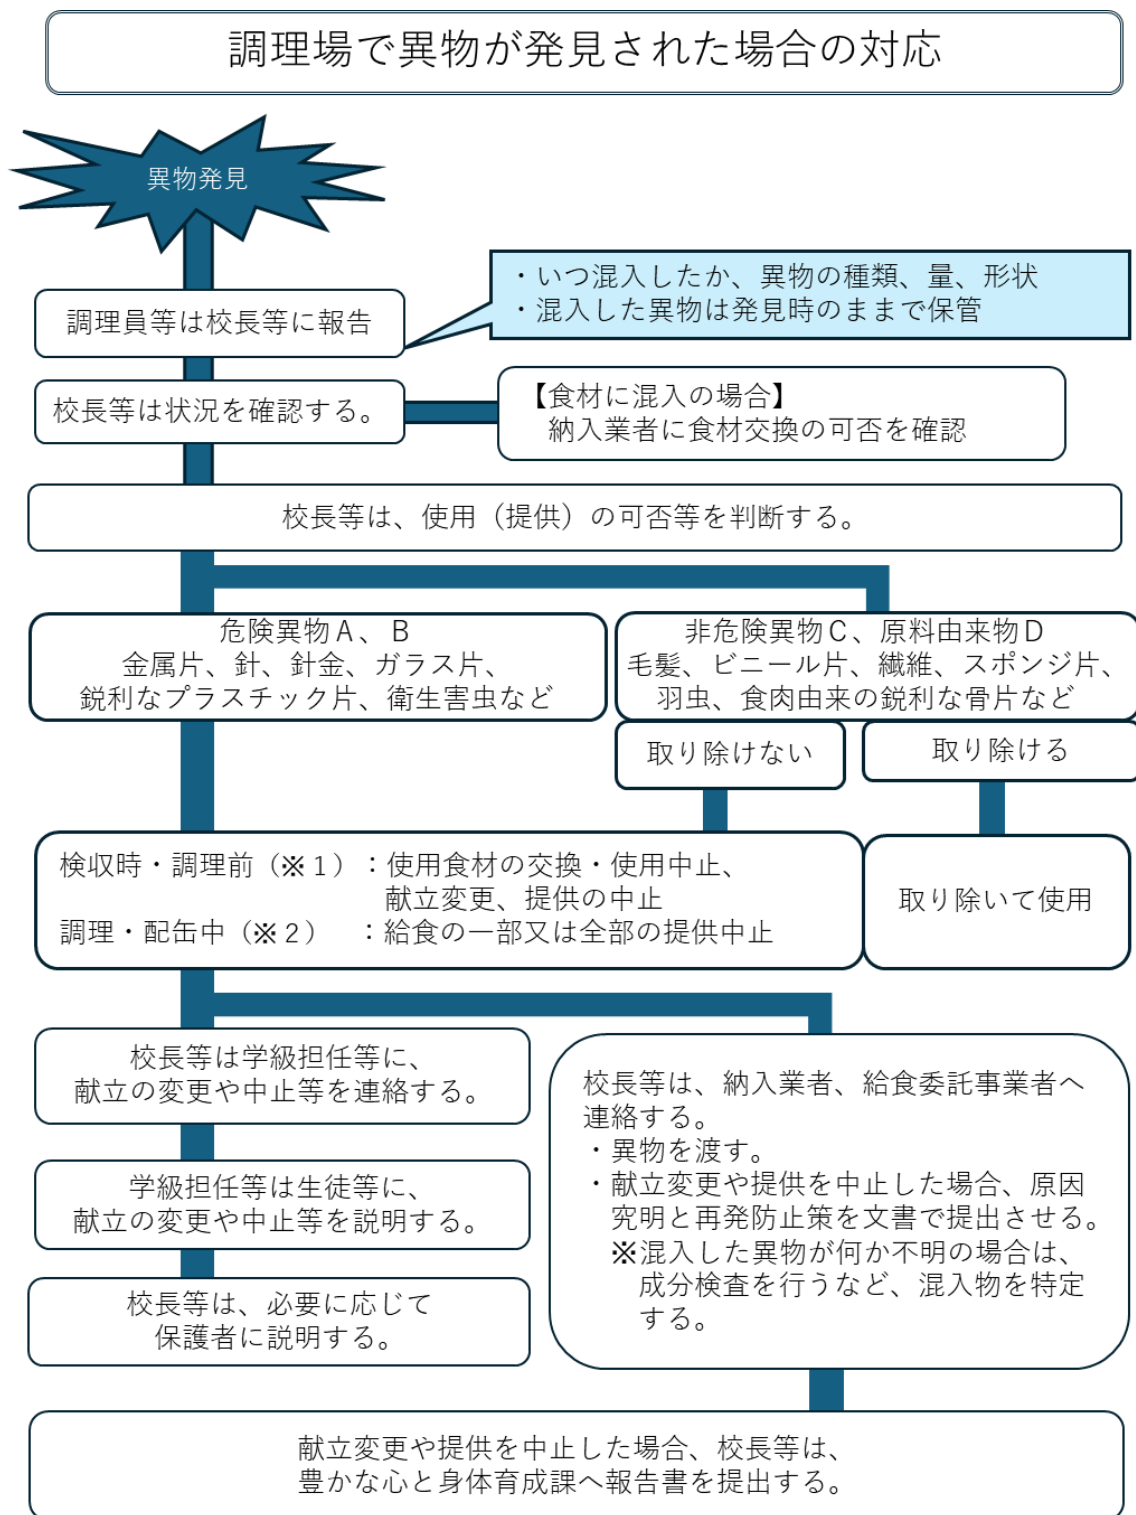 調理場で異物が発見された場合の対応
異物発見
・いつ混入したか、異物の種類、量、形状
・混入した異物は発見時のままで保管
調理員等は校長等に報告
校長等は状況を確認する。
【食材に混入の場合】
納入業者に食材交換の可否を確認
校長等は、使用（提供）の可否等を判断する。
危険異物Ａ、Ｂ
金属片、針、針金、ガラス片、
鋭利なプラスチック片、衛生害虫など
非危険異物Ｃ、原料由来物Ｄ
毛髪、ビニール片、繊維、スポンジ片、
羽虫、食肉由来の鋭利な骨片など
取り除けない
取り除ける
検収時・調理前（※１）：使用食材の交換・使用中止、
献立変更、提供の中止
調理・配缶中（※２）　：給食の一部又は全部の提供中止
取り除いて使用
校長等は学級担任等に、
献立の変更や中止等を連絡する。
学級担任等は生徒等に、
献立の変更や中止等を説明する。
校長等は、必要に応じて
保護者に説明する。
校長等は、納入業者、給食委託事業者へ
連絡する。
・異物を渡す。
・献立変更や提供を中止した場合、原因
究明と再発防止策を文書で提出させる。
※混入した異物が何か不明の場合は、
成分検査を行うなど、混入物を特定
する。
献立変更や提供を中止した場合、校長等は、
豊かな心と身体育成課へ報告書を提出する。